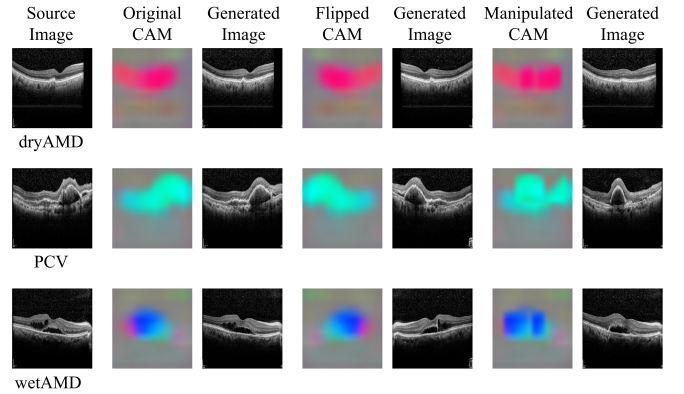 Source Image
Original CAM
Generated Image
Flipped CAM
Generated Image
Manipulated CAM
Generated Image
dryAMD
PCV
wetAMD